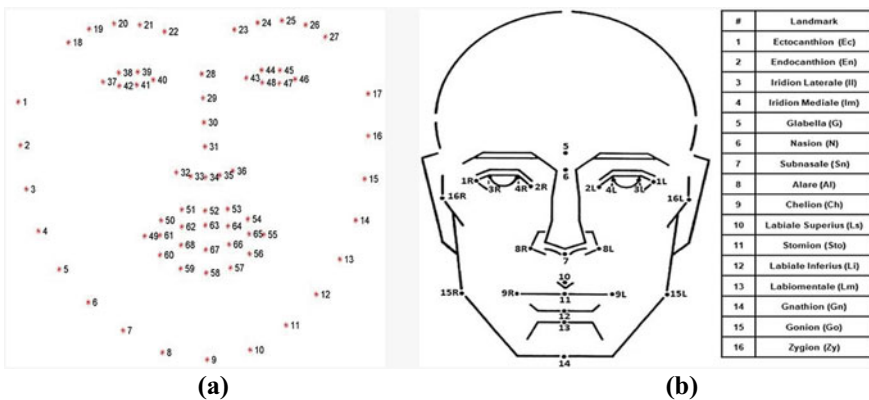 18
19
20
21
22
23
24
25
26
27
37
38
39
40
41
42
28
43
44
45
46
47
48
1
29
17
30
2
31
16
32
33
34
35
36
3
15
50
51
52
53
54
62
63
64
14
4
49
61
65
55
68
67
66
60
56
13
5
59
58
57
6
12
7
11
8
9
10
(a)
5
6
1R
3R
4R
2R
2L
4L
3L
1L
16R
16L
8R
8L
7
10
15R
9R
11
9L
15L
12
13
14
(b)
# Landmark
1 Ectocanthion (Ec)
2 Endocanthion (En)
3 Iridion Laterale (Il)
4 Iridion Mediale (Im)
5 Glabella (G)
6 Nasion (N)
7 Subnasale (Sn)
8 Alare (Al)
9 Chelion (Ch)
10 Labiale Superius (Ls)
11 Stomion (Sto)
12 Labiale Inferius (Li)
13 Labiomentale (Lm)
14 Gnathion (Gn)
15 Gonion (Go)
16 Zygion (Zy)